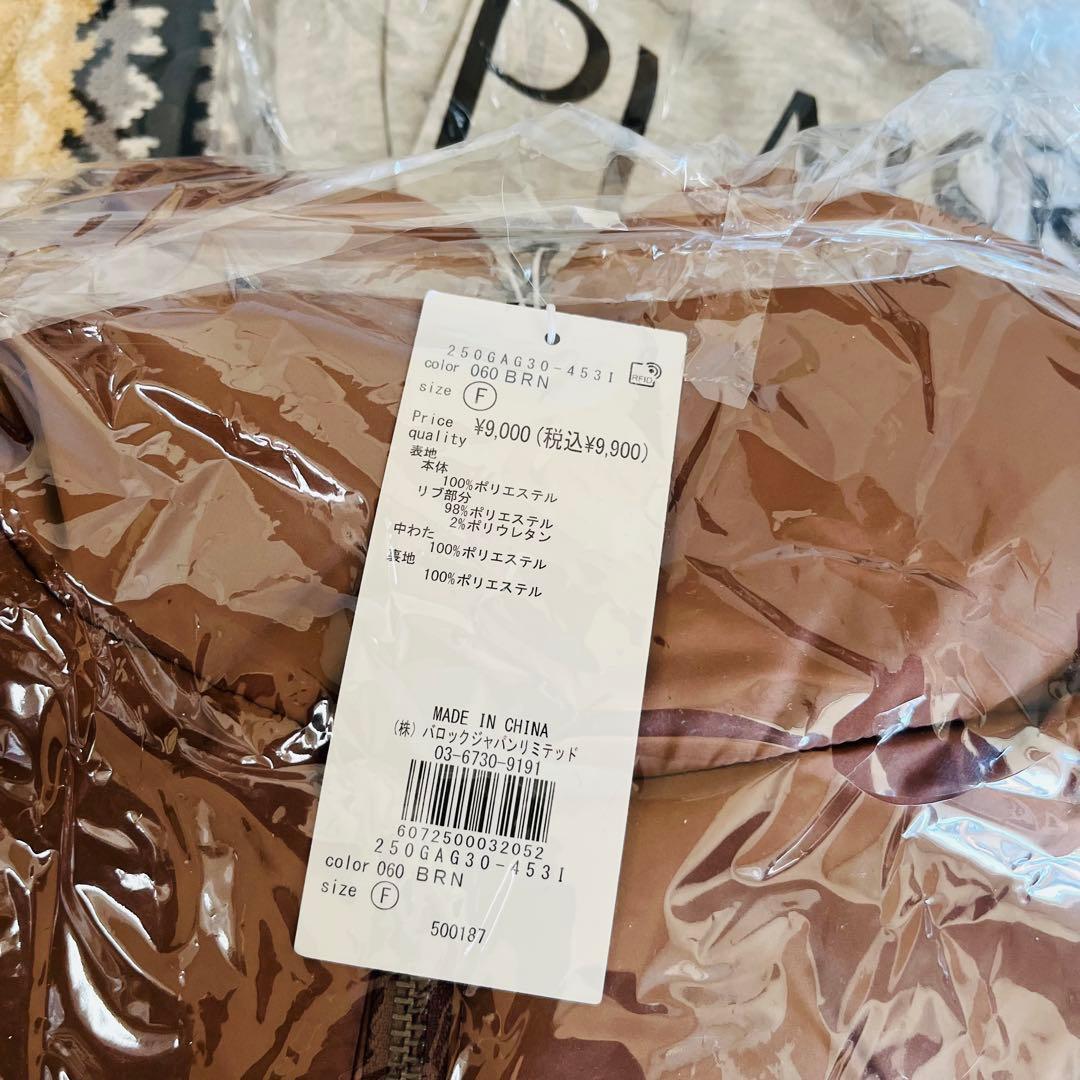 PLA
250GAG30-453I
color 060 BRN
RFID
size F
Price ¥9,000(税込¥9,900)
quality
表地
本体
100%ポリエステル
リブ部分
98%ポリエステル
2%ポリウレタン
中わた
100%ポリエステル
裏地
100%ポリエステル
MADE IN CHINA
(株)バロックジャパンリミテッド
03-6730-9191
6072500032052
250GAG30-453I
color 060 BRN
size F
500187